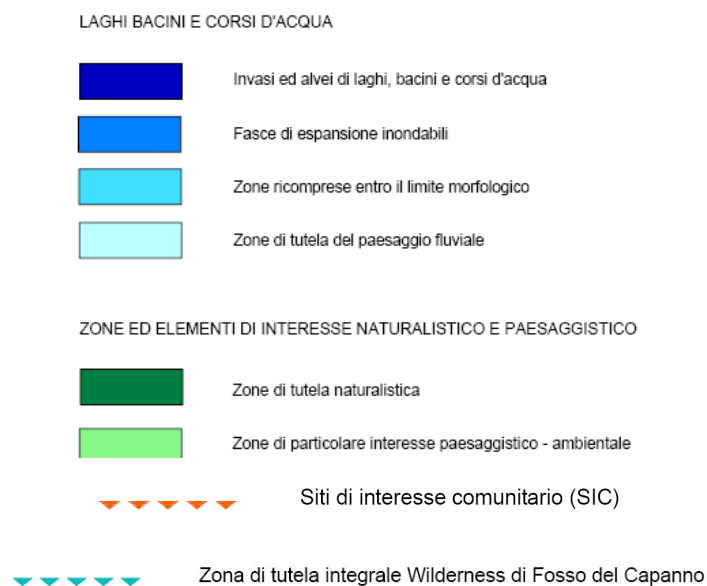 LAGHI BACINI E CORSI D'ACQUA
Invasi ed alvei di laghi, bacini e corsi d'acqua
Fasce di espansione inondabili
Zone ricomprese entro il limite morfologico
Zone di tutela del paesaggio fluviale
ZONE ED ELEMENTI DI INTERESSE NATURALISTICO E PAESAGGISTICO
Zone di tutela naturalistica
Zone di particolare interesse paesaggistico - ambientale
Siti di interesse comunitario (SIC)
Zona di tutela integrale Wilderness di Fosso del Capanno